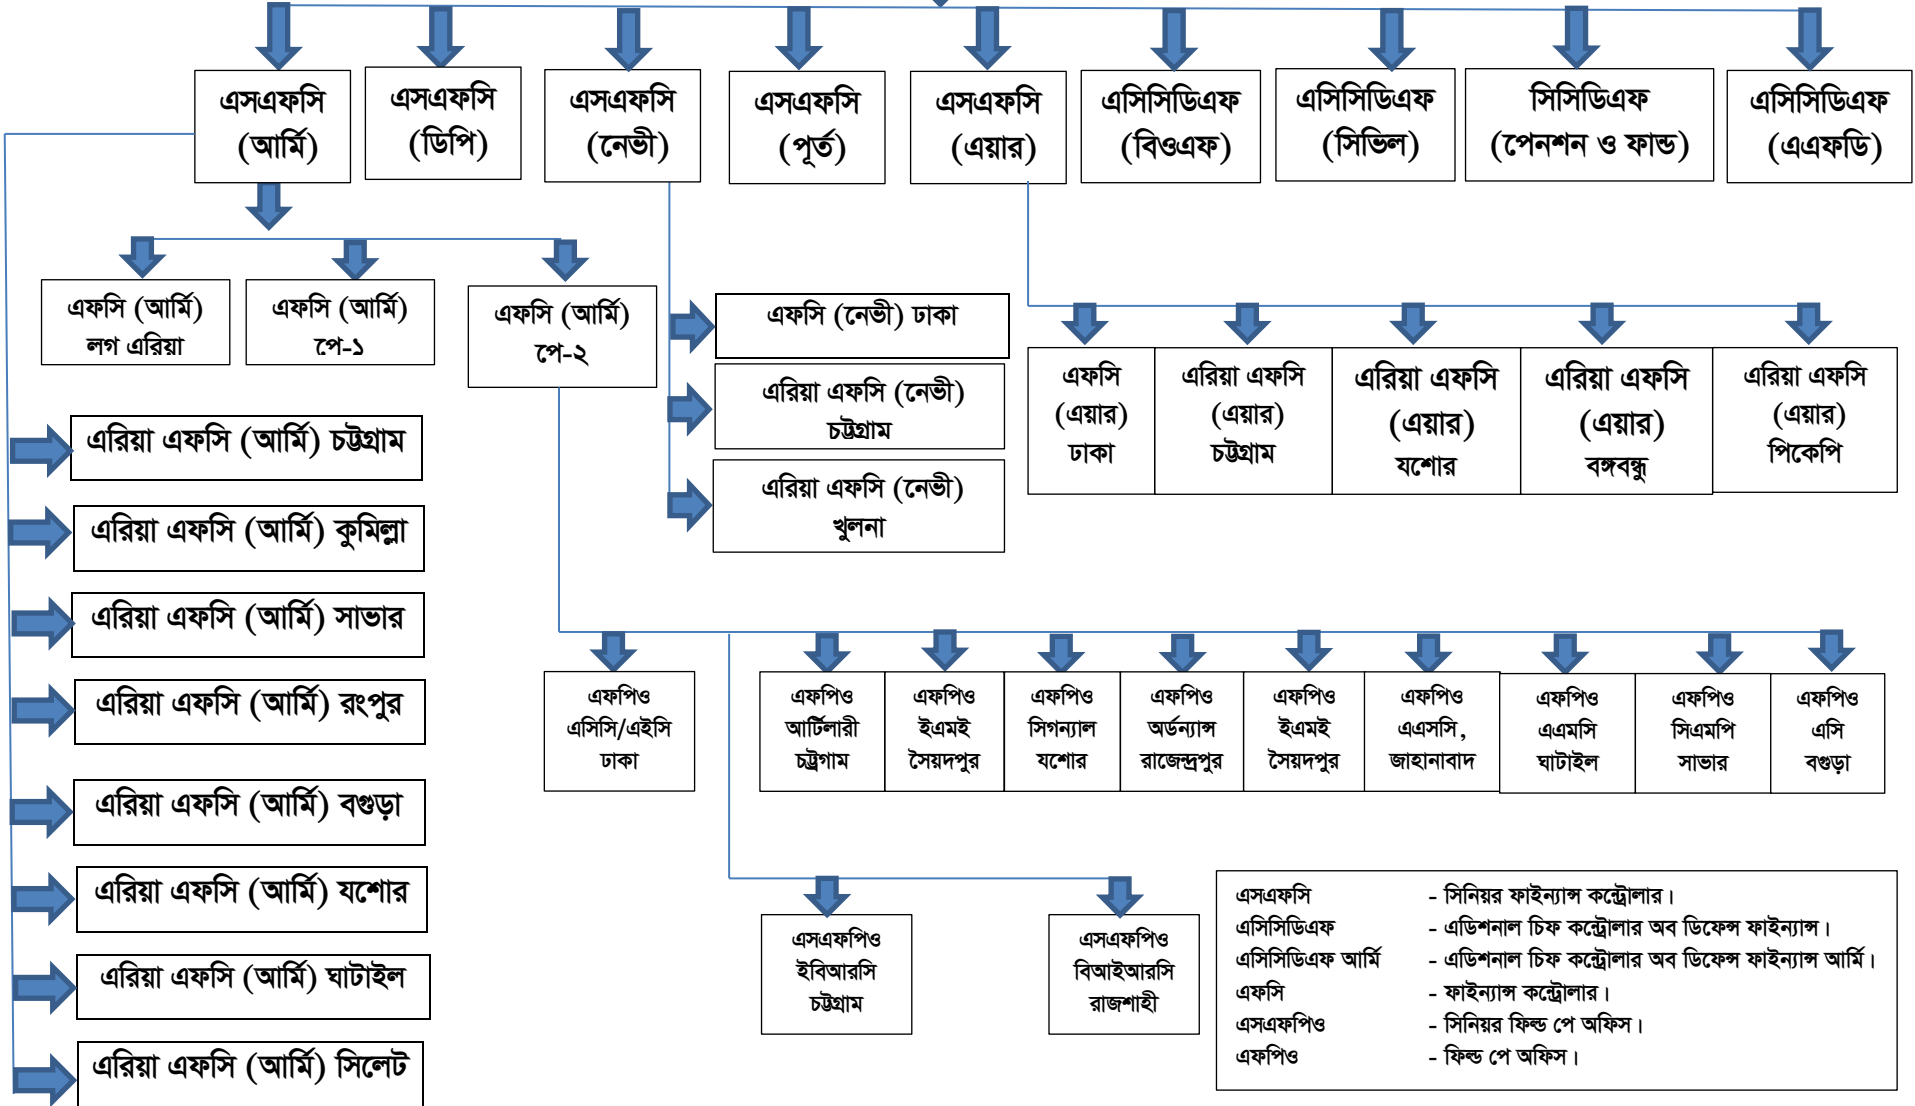 এসএফসি
(আর্মি)
এসএফসি
(ডিপি)
এসএফসি
(নেভী)
এসএফসি
(পূর্ত)
এসএফসি
(এয়ার)
এসিসিডিএফ
(বিওএফ)
এসিসিডিএফ
(সিভিল)
সিসিডিএফ
(পেনশন ও ফান্ড)
এসিসিডিএফ
(এএফডি)
এফসি (আর্মি)
লগ এরিয়া
এফসি (আর্মি)
পে-১
এফসি (আর্মি)
পে-২
এফসি (নেভী) ঢাকা
এরিয়া এফসি (নেভী)
চট্টগ্রাম
এরিয়া এফসি (নেভী)
খুলনা
এফসি
(এয়ার)
ঢাকা
এরিয়া এফসি
(এয়ার)
চট্টগ্রাম
এরিয়া এফসি
(এয়ার)
যশোর
এরিয়া এফসি
(এয়ার)
বঙ্গবন্ধু
এরিয়া এফসি
(এয়ার)
পিকেপি
এরিয়া এফসি (আর্মি) চট্টগ্রাম
এরিয়া এফসি (আর্মি) কুমিল্লা
এরিয়া এফসি (আর্মি) সাভার
এরিয়া এফসি (আর্মি) রংপুর
এরিয়া এফসি (আর্মি) বগুড়া
এরিয়া এফসি (আর্মি) যশোর
এরিয়া এফসি (আর্মি) ঘাটাইল
এরিয়া এফসি (আর্মি) সিলেট
এফপিও
এসিসি/এইসি
ঢাকা
এফপিও
আর্টিলারী
চট্রগাম
এফপিও
ইএমই
সৈয়দপুর
এফপিও
সিগন্যাল
যশোর
এফপিও
অর্ডন্যান্স
রাজেন্দ্রপুর
এফপিও
ইএমই
সৈয়দপুর
এফপিও
এএসসি,
জাহানাবাদ
এফপিও
এএমসি
ঘাটাইল
এফপিও
সিএমপি
সাভার
এফপিও
এসি
বগুড়া
এসএফপিও
ইবিআরসি
চট্টগ্রাম
এসএফপিও
বিআইআরসি
রাজশাহী
এসএফসি - সিনিয়র ফাইন্যান্স কন্ট্রোলার।
এসিসিডিএফ - এডিশনাল চিফ কন্ট্রোলার অব ডিফেন্স ফাইন্যান্স।
এসিসিডিএফ আর্মি - এডিশনাল চিফ কন্ট্রোলার অব ডিফেন্স ফাইন্যান্স আর্মি।
এফসি - ফাইন্যান্স কন্ট্রোলার।
এসএফপিও - সিনিয়র ফিল্ড পে অফিস।
এফপিও - ফিল্ড পে অফিস।